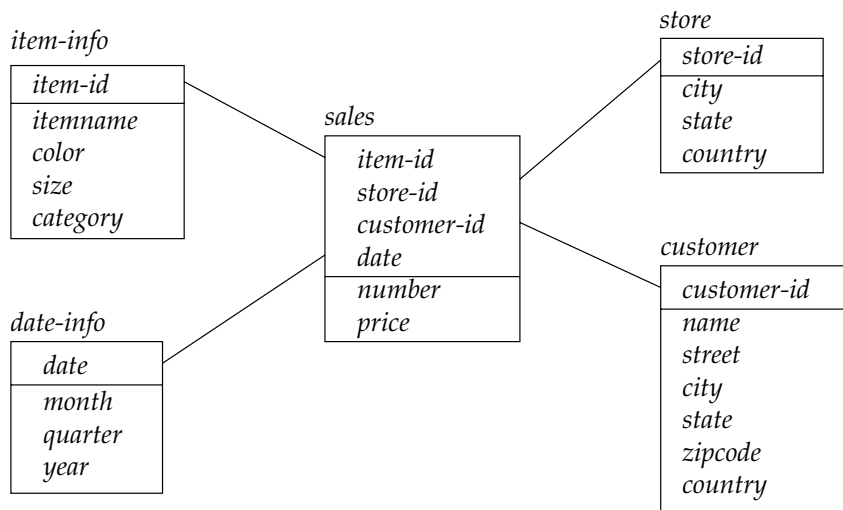 item-info
item-id
itemname
color
size
category
date-info
date
month
quarter
year
sales
item-id
store-id
customer-id
date
number
price
store
store-id
city
state
country
customer
customer-id
name
street
city
state
zipcode
country